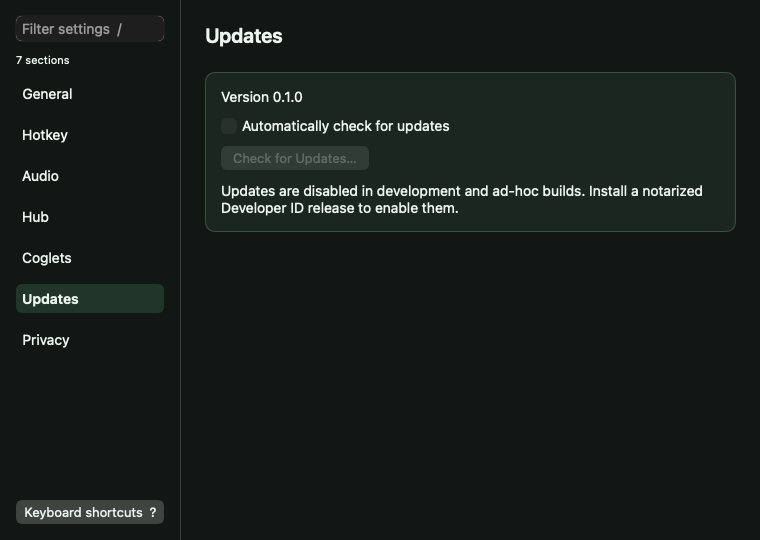 Filter settings /
7 sections
General
Hotkey
Audio
Hub
Coglets
Updates
Privacy
Keyboard shortcuts ?
Updates
Version 0.1.0
Automatically check for updates
Check for Updates...
Updates are disabled in development and ad-hoc builds. Install a notarized
Developer ID release to enable them.